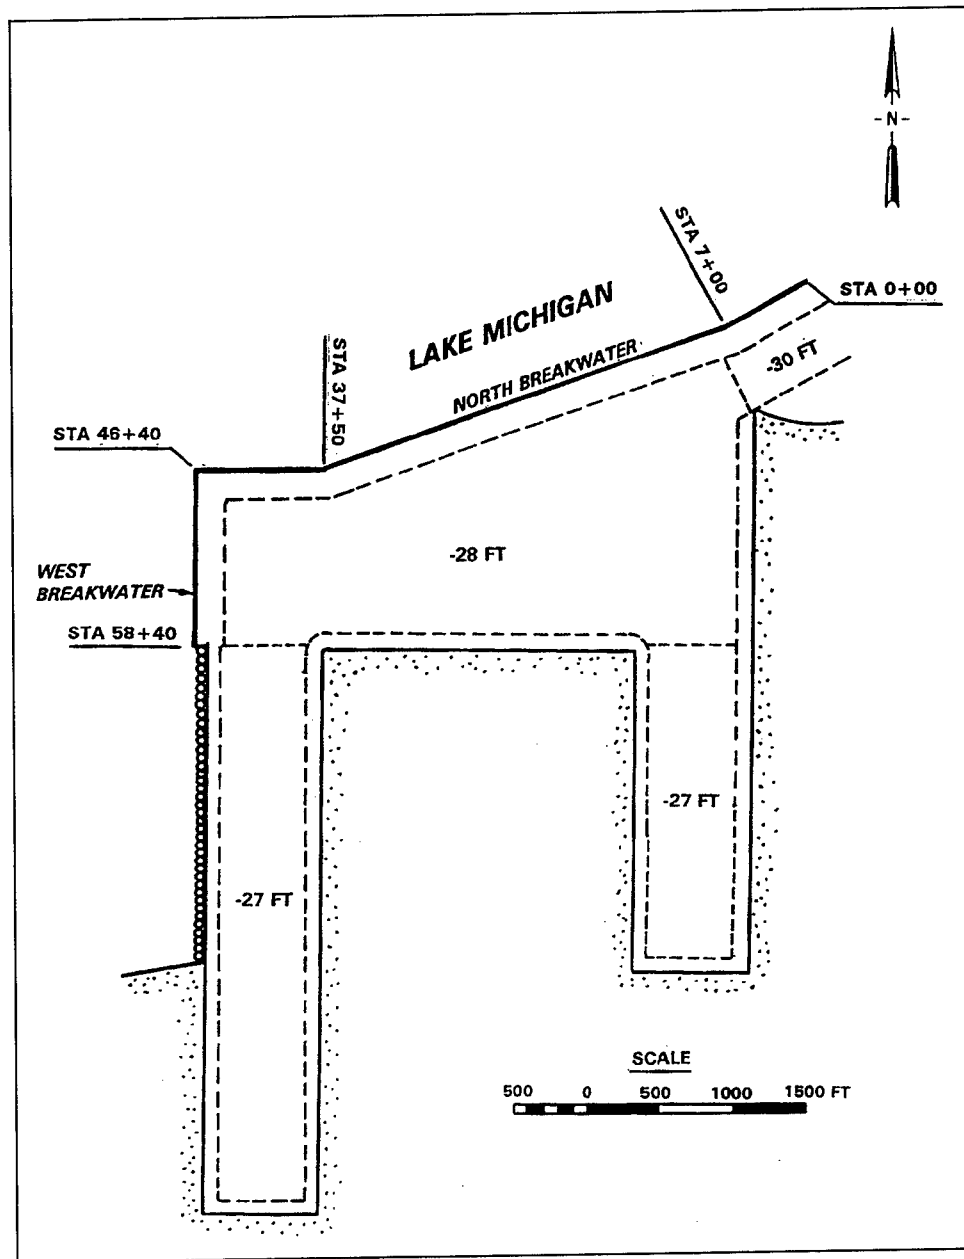 - N -
STA 7+00
STA 0+00
LAKE MICHIGAN
-30 FT
STA 37+50
NORTH BREAKWATER
STA 46+40
-28 FT
WEST
BREAKWATER
STA 58+40
-27 FT
-27 FT
SCALE
500 0 500 1000 1500 FT